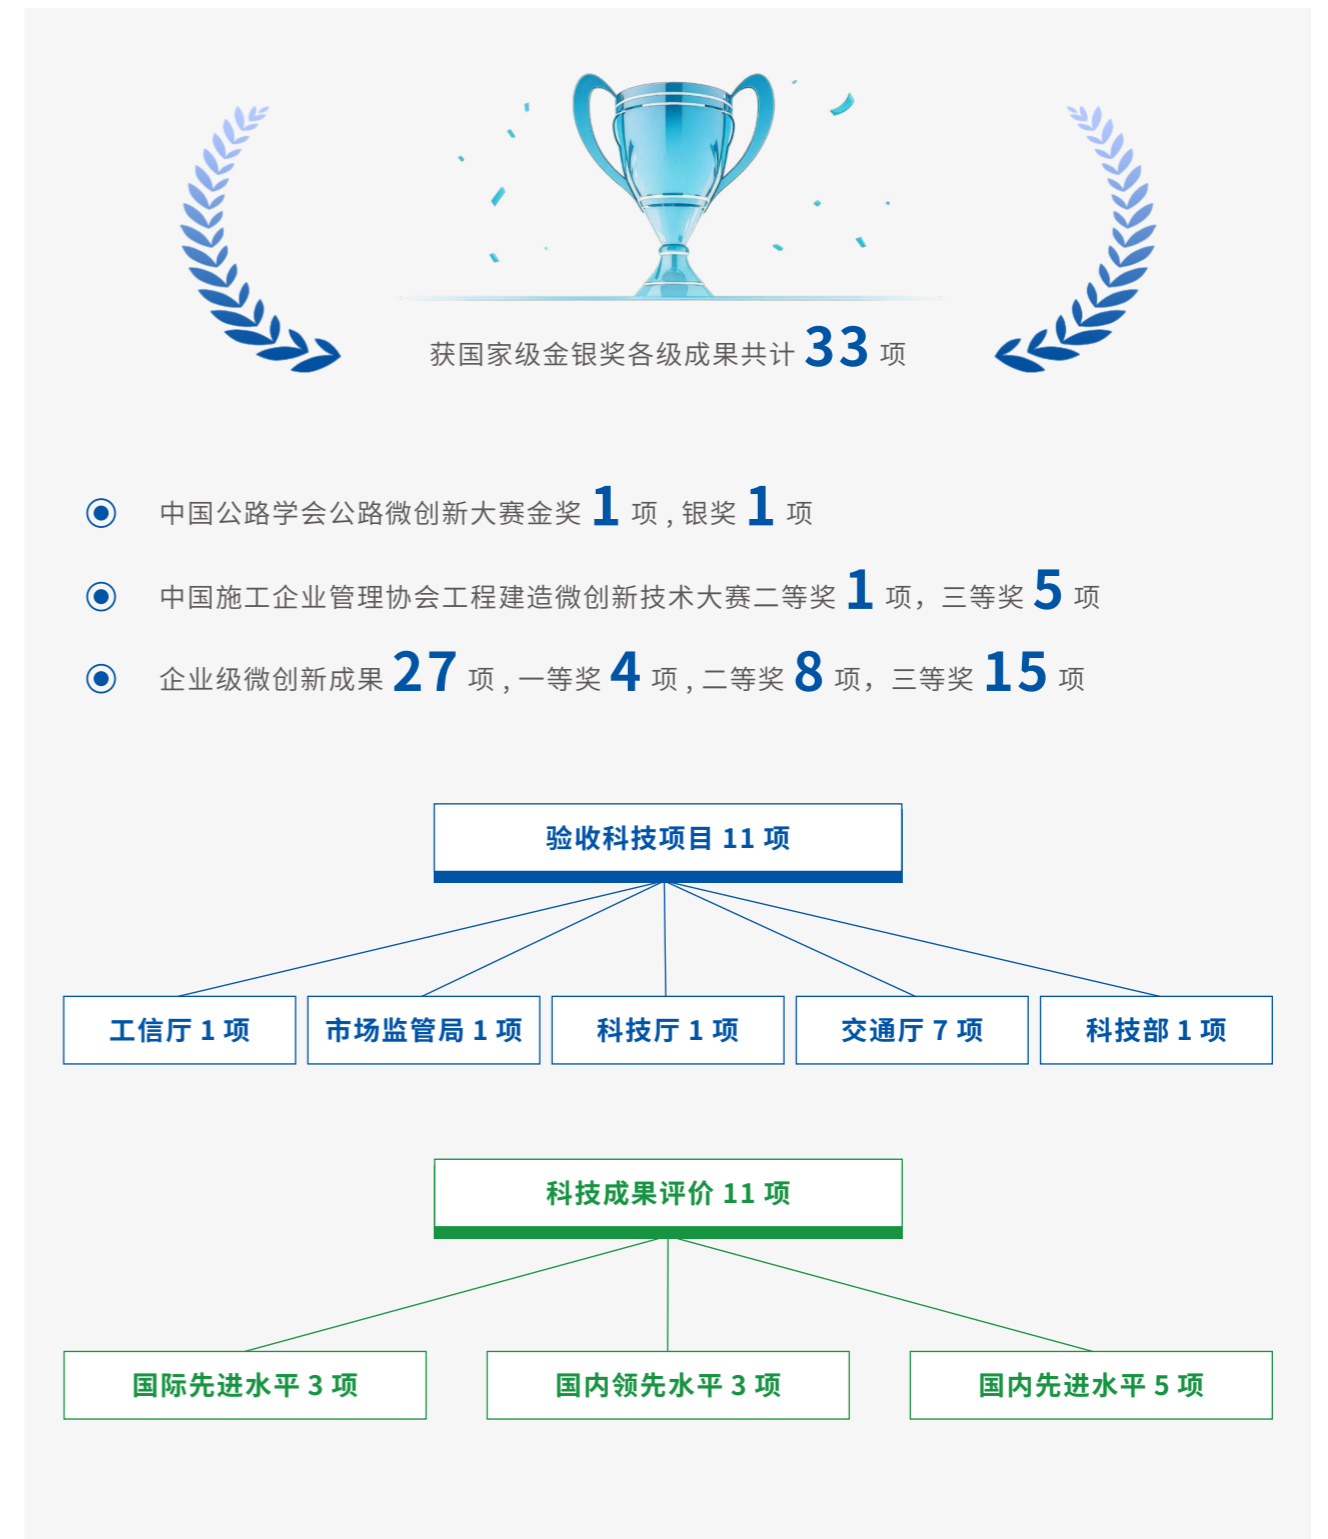 获国家级金银奖各级成果共计 33 项
中国公路学会公路微创新大赛金奖 1 项 , 银奖 1 项
中国施工企业管理协会工程建造微创新技术大赛二等奖 1 项，三等奖 5 项
企业级微创新成果 27 项 , 一等奖 4 项 , 二等奖 8 项，三等奖 15 项
验收科技项目 11 项
工信厅 1 项
市场监管局 1 项
科技厅 1 项
交通厅 7 项
科技部 1 项
科技成果评价 11 项
国际先进水平 3 项
国内领先水平 3 项
国内先进水平 5 项